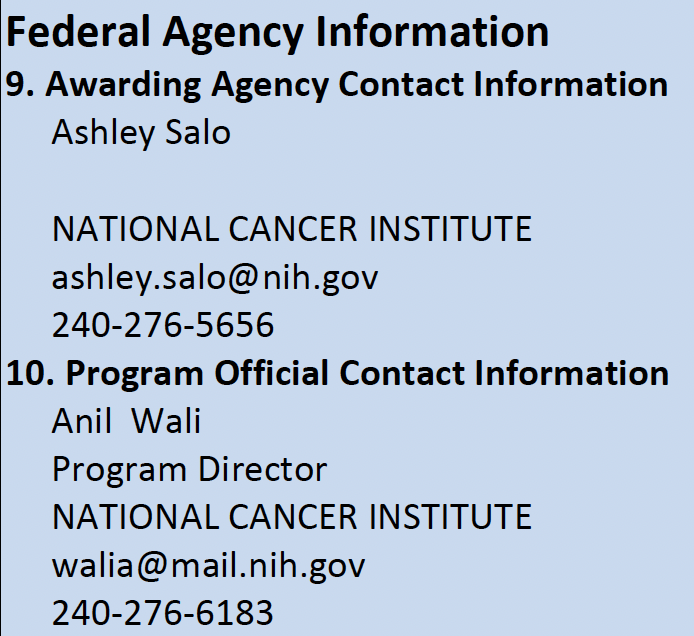 Federal Agency Information
9. Awarding Agency Contact Information
Ashley Salo
NATIONAL CANCER INSTITUTE
ashley.salo@nih.gov
240-276-5656
10. Program Official Contact Information
Anil  Wali
Program Director
NATIONAL CANCER INSTITUTE
walia@mail.nih.gov
240-276-6183